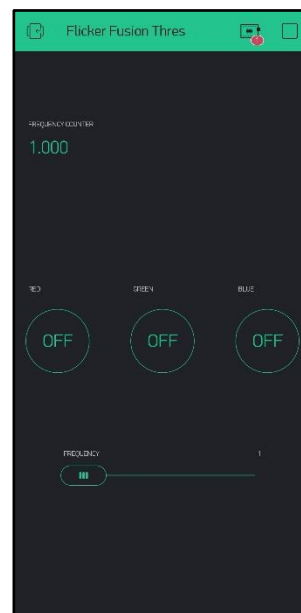 Flicker Fusion Thres
FREQUENCY COUNTER
1.000
RED GREEN BLUE
OFF OFF OFF
FREQUENCY 1